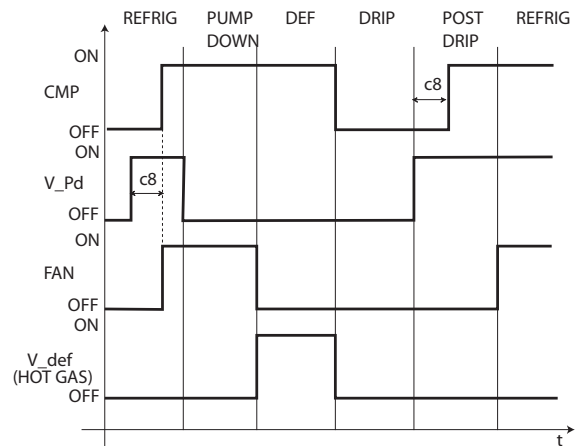 REFRIG PUMP DOWN DEF DRIP POST DRIP REFRIG
ON
CMP
c8
OFF
ON
V_Pd
c8
OFF
ON
FAN
OFF
ON
V_def
(HOT GAS)
OFF
t